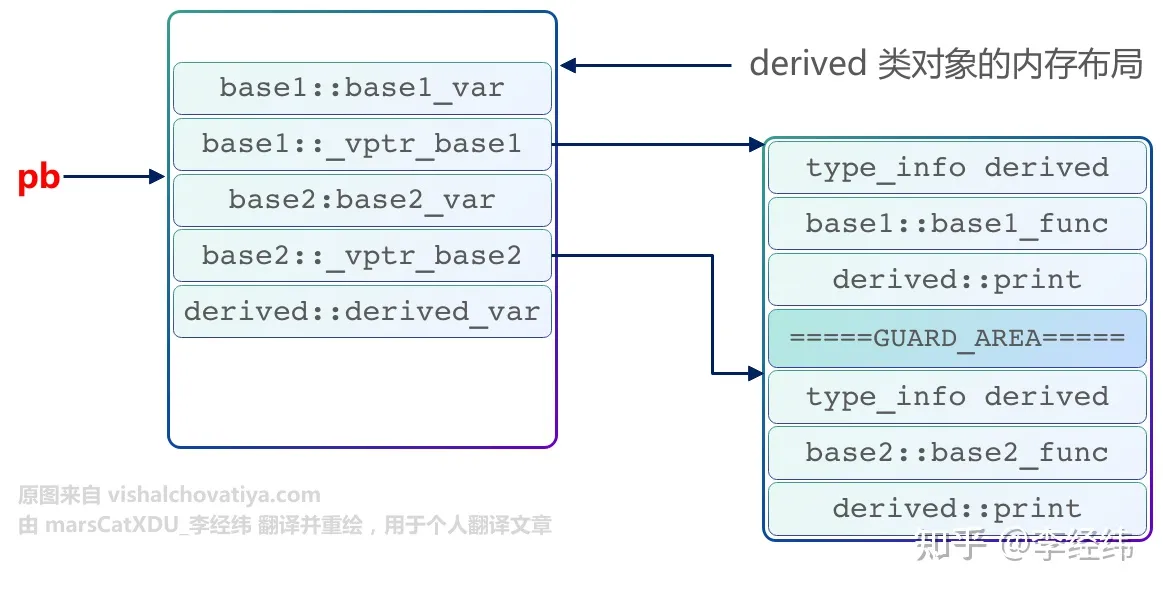 derived 类对象的内存布局
base1::base1_var
base1::_vptr_base1
pb
base2:base2_var
base2::_vptr_base2
derived::derived_var
type_info derived
base1::base1_func
derived::print
=====GUARD_AREA=====
type_info derived
base2::base2_func
derived::print
原图来自 vishalchovatiya.com
由 marsCatXDU_李经纬 翻译并重绘，用于个人翻译文章
知乎 @李经纬